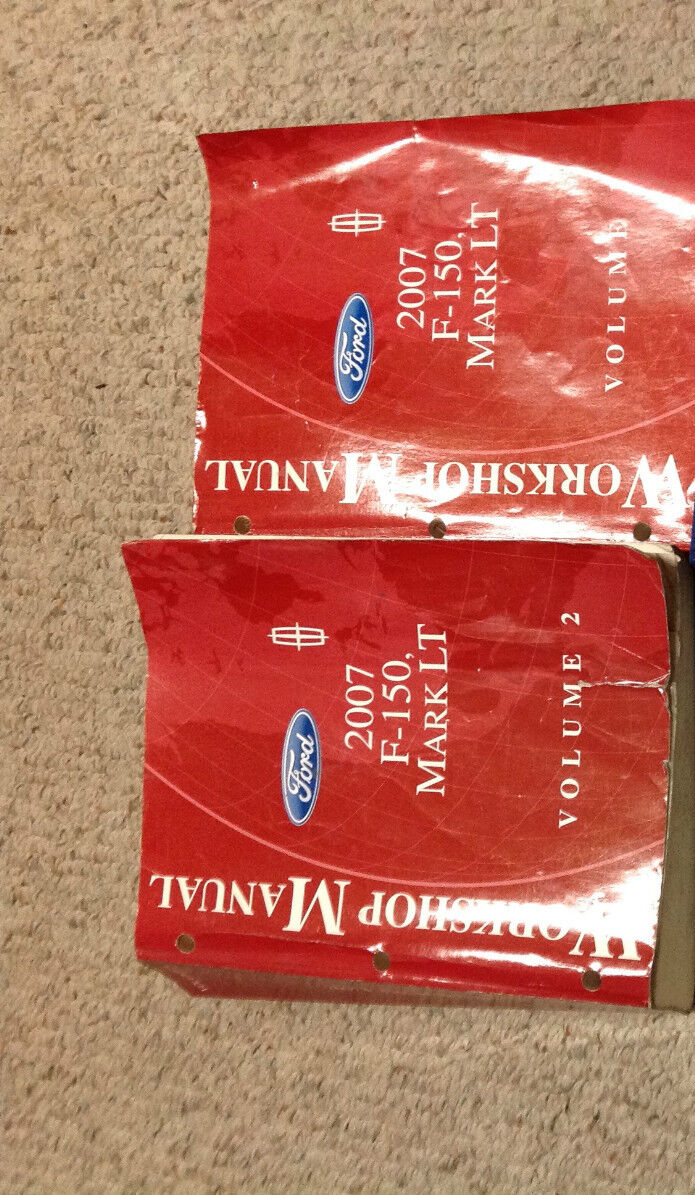 WORKSHOP MANUAL
Ford
2007
F-150,
MARK LT
VOLUME
WORKSHOP MANUAL
Ford
2007
F-150,
MARK LT
VOLUME 2